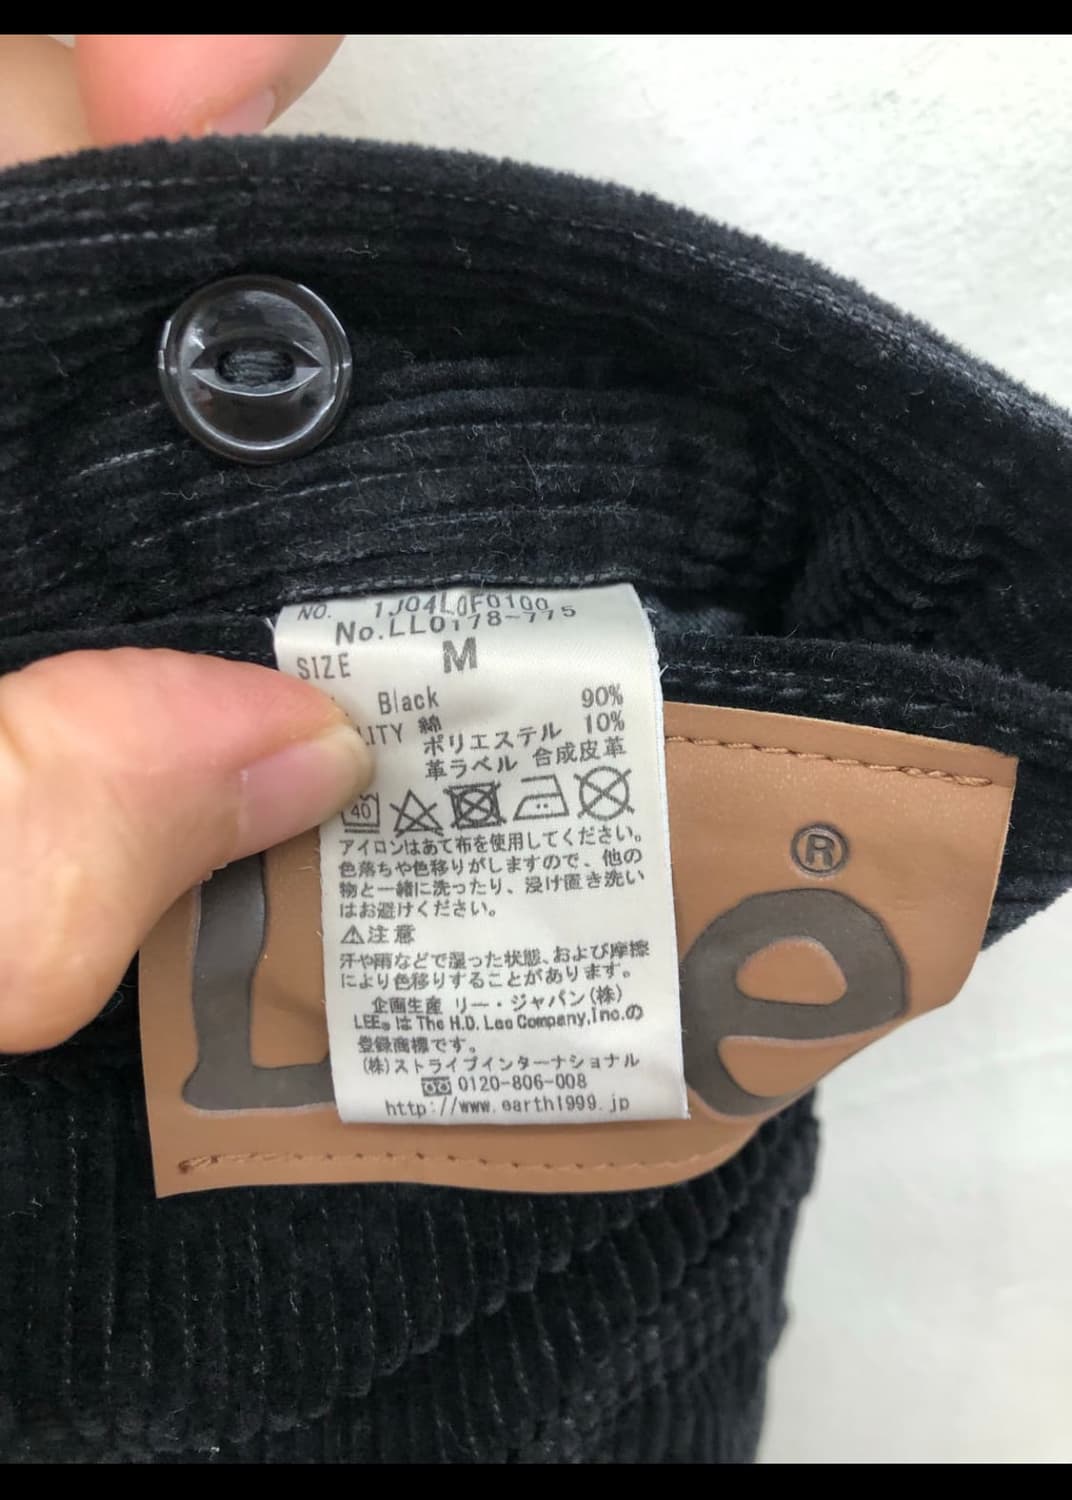 NO. 1J04L0F0100
No.LL0178-775
SIZE M
Black 90%
LITY 綿 10%
ポリエステル
革ラベル 合成皮革
40
アイロンはあて布を使用してください。
色落ちや色移りがしますので、他の
物と一緒に洗ったり、浸け置き洗い
はお避けください。
⚠注意
汗や雨などで湿った状態、および摩擦
により色移りすることがあります。
企画生産 リー・ジャパン(株)
LEE®はThe H.D. Lee Company,Inc.の
登録商標です。
(株)ストライプインターナショナル
0120-806-008
http://www.earth1999.jp
®
L e